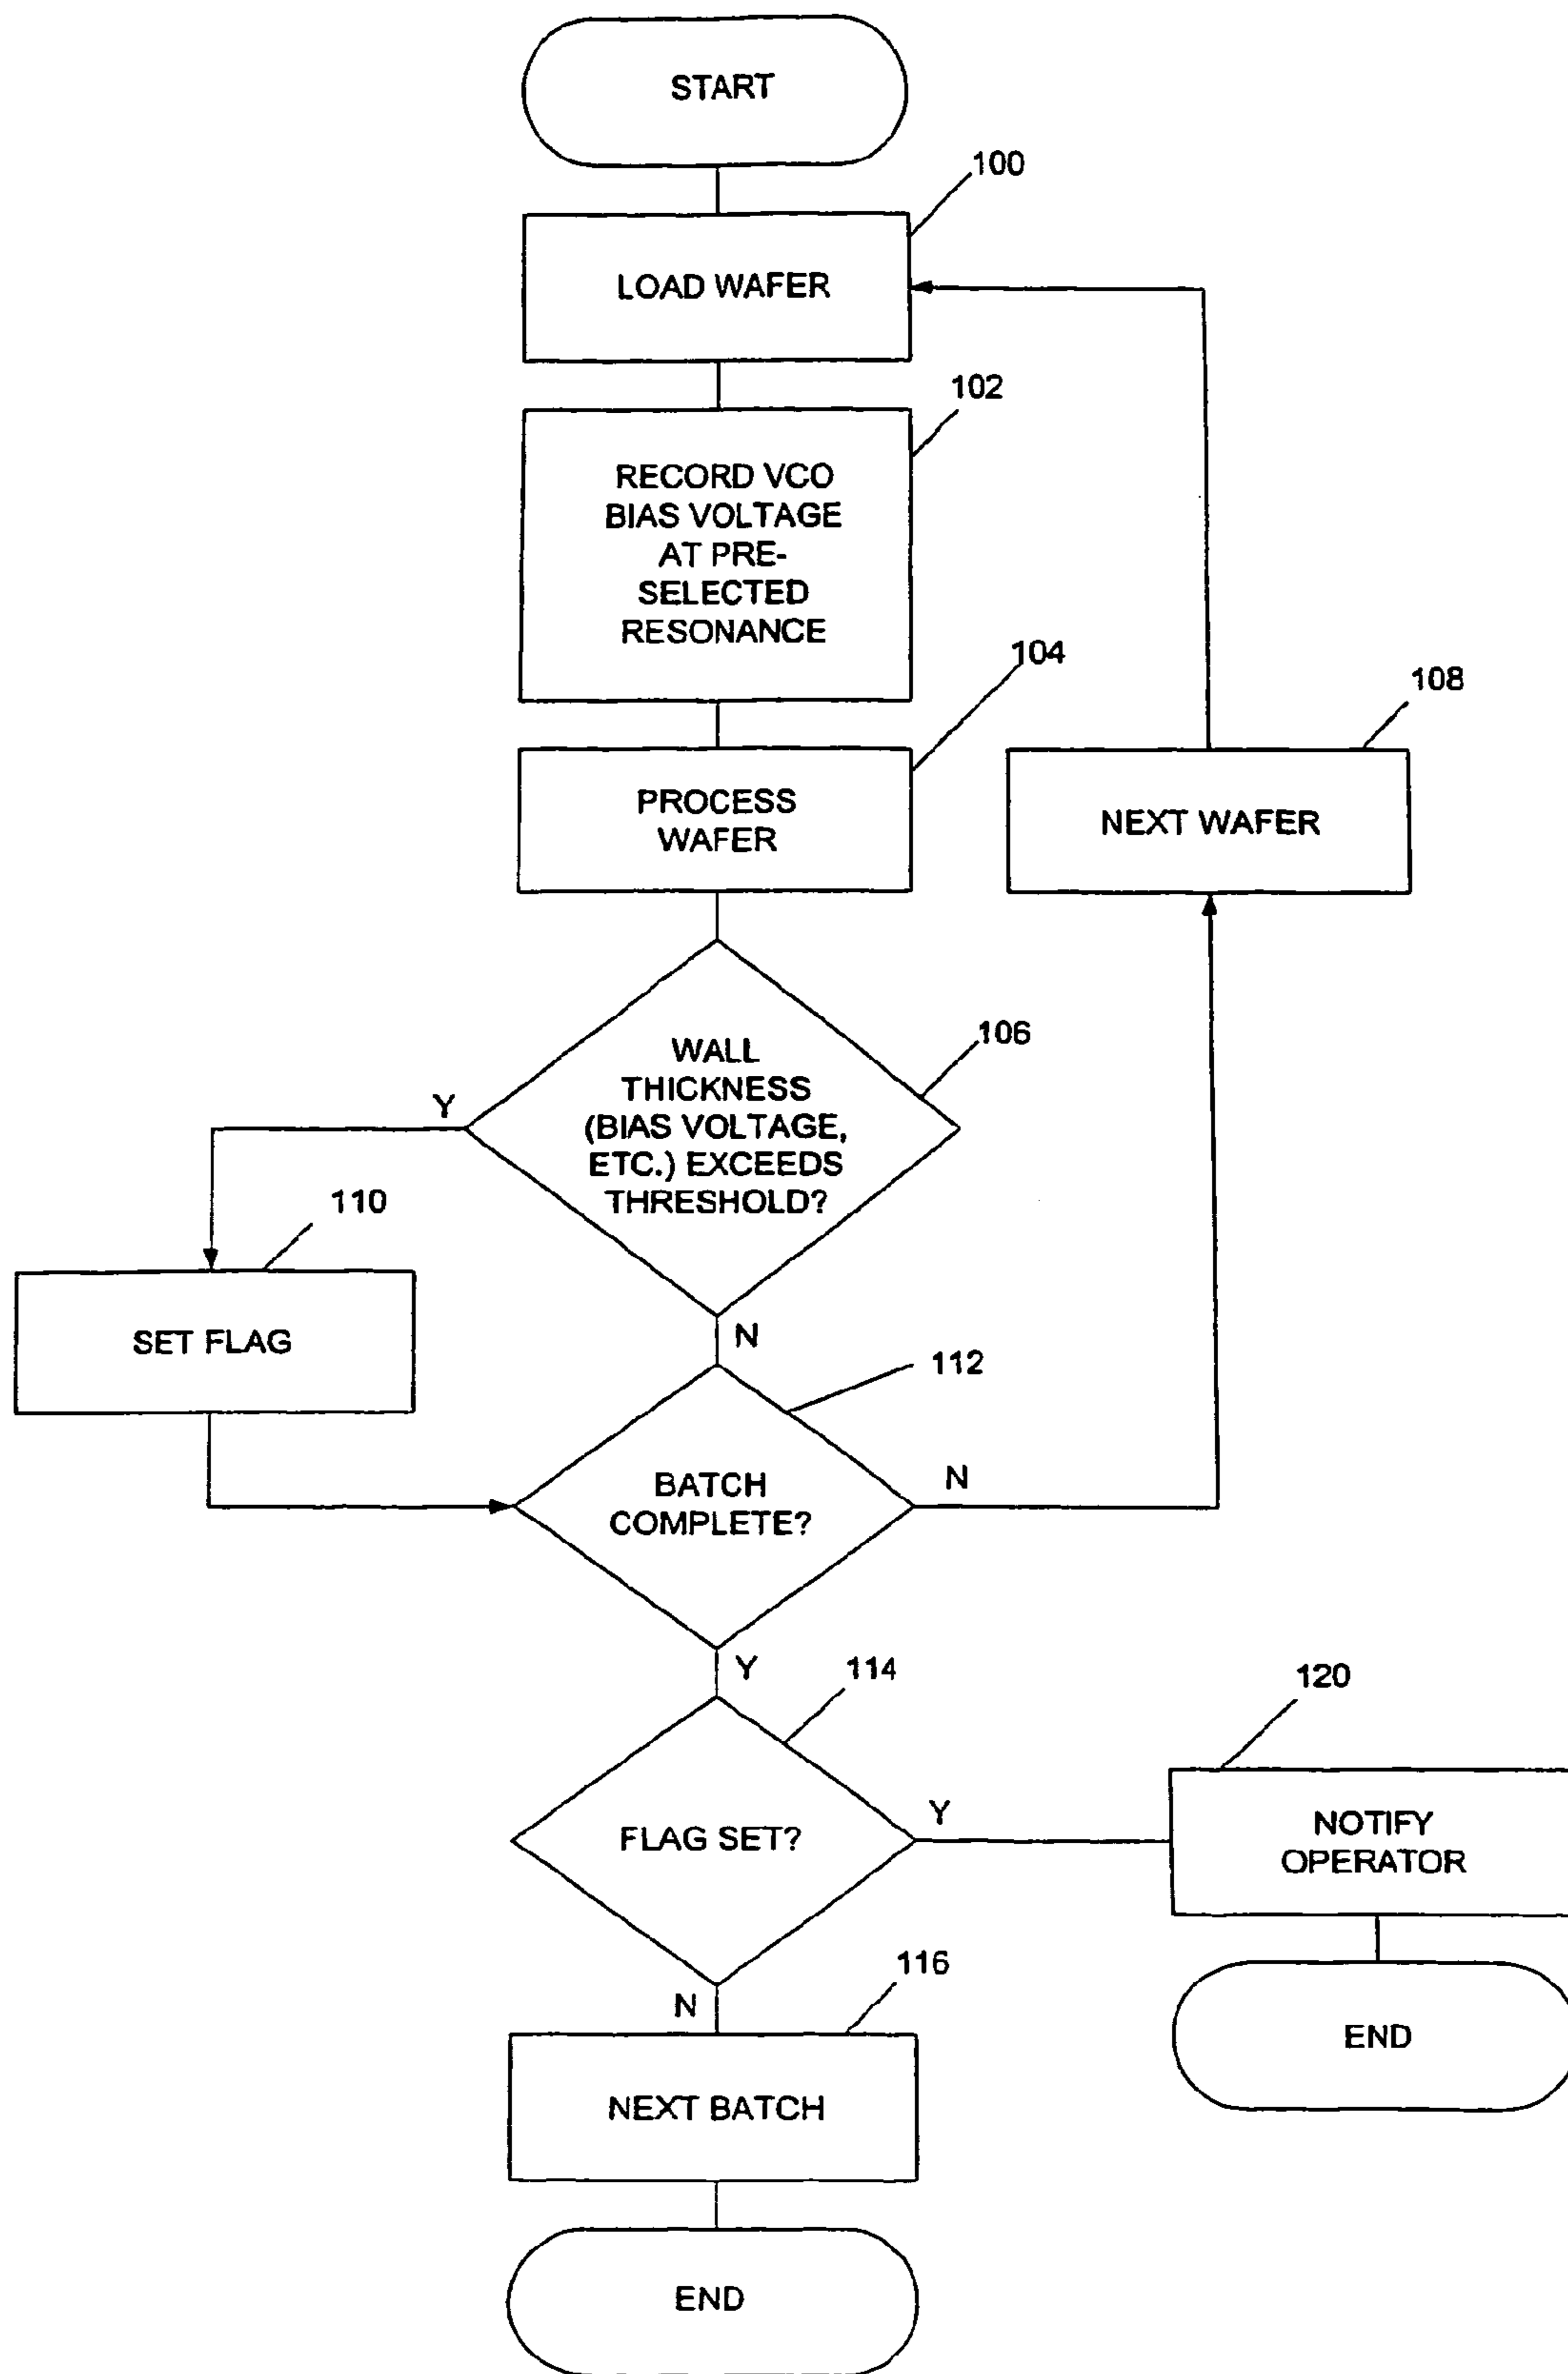 START
100
LOAD WAFER
102
RECORD VCO
BIAS VOLTAGE
AT PRE-
SELECTED
RESONANCE
104
PROCESS
WAFER
108
NEXT WAFER
106
WALL
THICKNESS
(BIAS VOLTAGE,
ETC.) EXCEEDS
THRESHOLD?
Y
N
110
SET FLAG
112
BATCH
COMPLETE?
N
Y
114
FLAG SET?
Y
N
120
NOTIFY
OPERATOR
END
116
NEXT BATCH
END